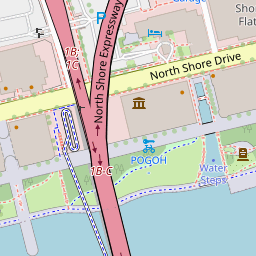 Sho
Flat
Garage
1B-
1C
North Shore Expressway
North Shore Drive
POGOH
1B-C
Water
Steps